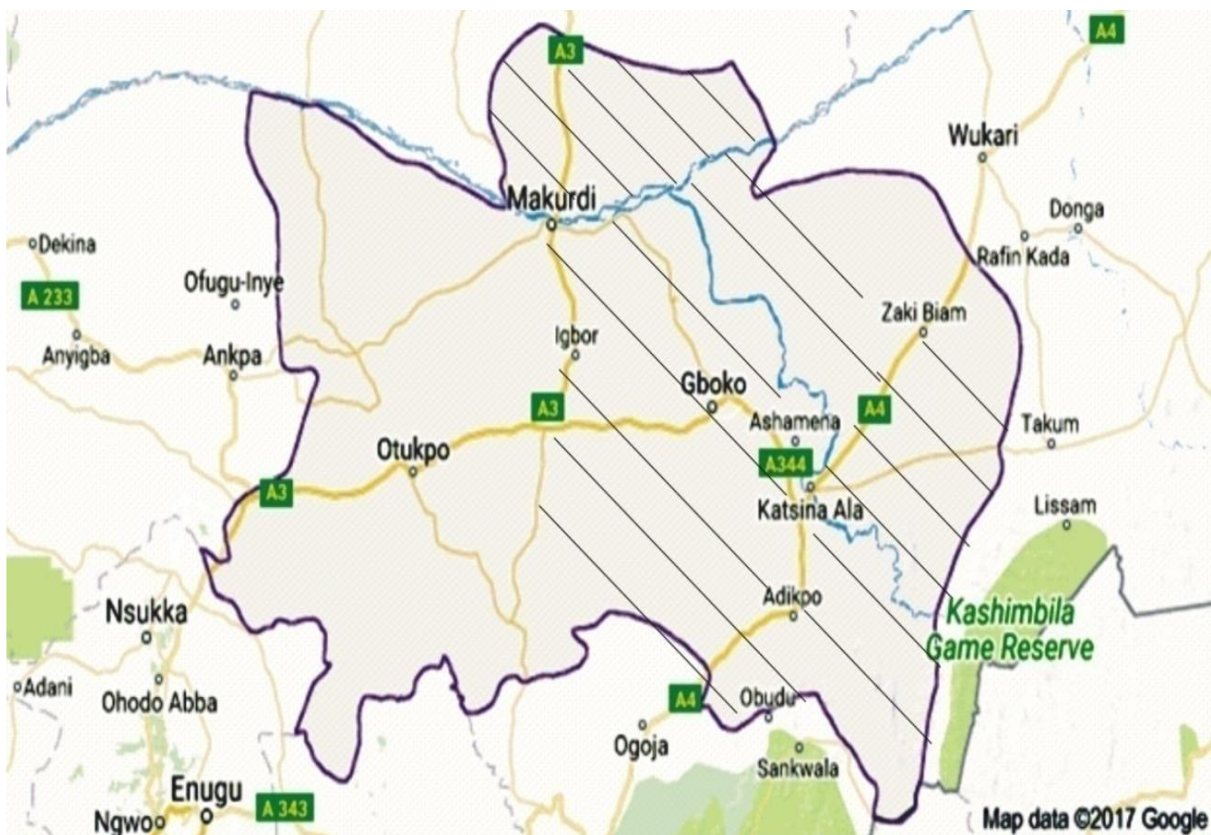 A3
A4
Wukari
Makurdi
Donga
Dekina
Rafin Kada
Ofugu-Inye
A 233
Zaki Biam
Igbor
Anyigba
Ankpa
Gboko
A3
A4
Ashamena
Takum
Otukpo
A344
A3
Katsina Ala
Lissam
Adikpo
Nsukka
Kashimbila
Game Reserve
Adani
Ohodo Abba
A4
Obudu
Ogoja
Sankwala
Enugu
A 343
Ngwo
Map data ©2017 Google